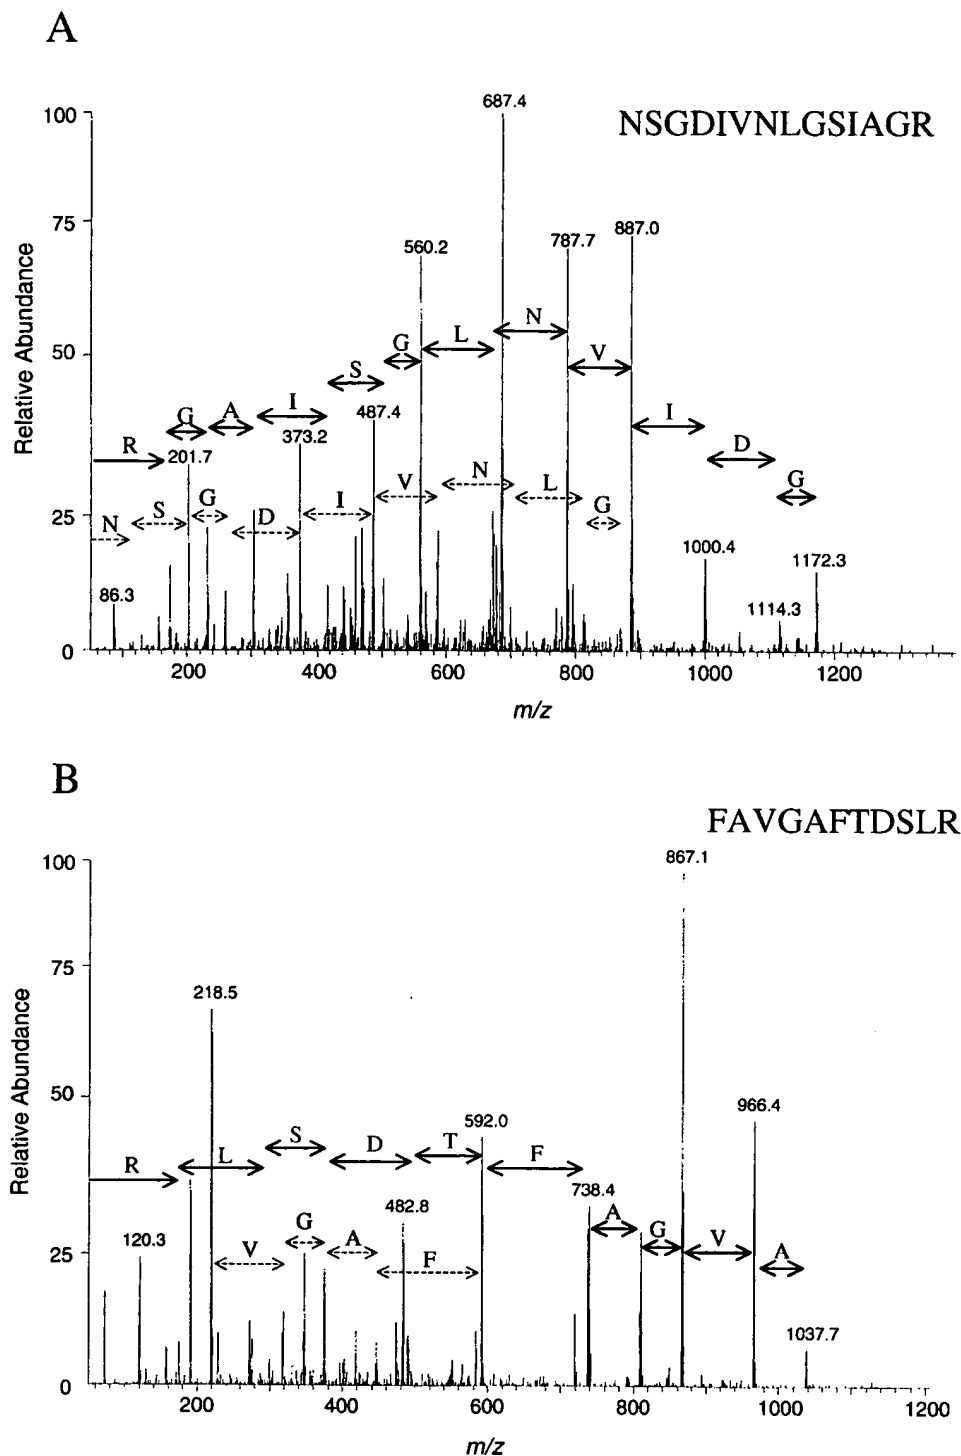 A
NSGDIVNLGSIAGR
Relative Abundance
100
75
50
25
0
687.4
887.0
787.7
560.2
487.4
373.2
201.7
86.3
1000.4
1114.3
1172.3
R G A I S G L N V I D G
N S G D I V N L G
200 400 600 800 1000 1200
m/z
B
FAVGAFTDSLR
Relative Abundance
100
75
50
25
0
867.1
218.5
966.4
592.0
738.4
482.8
120.3
1037.7
R L S D T F A G V A
V G A F
200 400 600 800 1000 1200
m/z